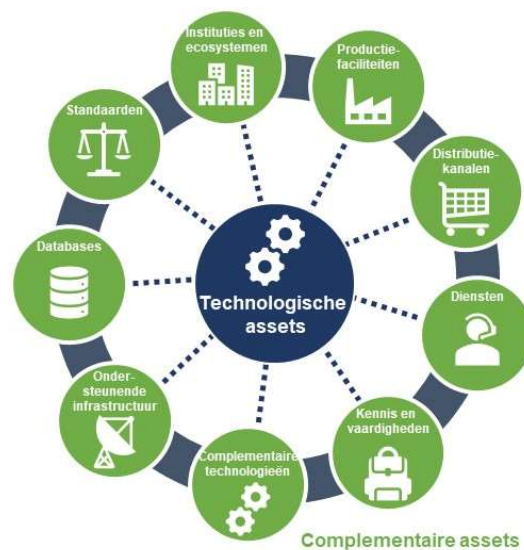 Instituties en
ecosystemen
Productie-
faciliteiten
Standaarden
Distributie-
kanalen
Databases
Technologische
assets
Diensten
Onder-
steunende
infrastructuur
Kennis en
vaardigheden
Complementaire
technologieën
Complementaire assets